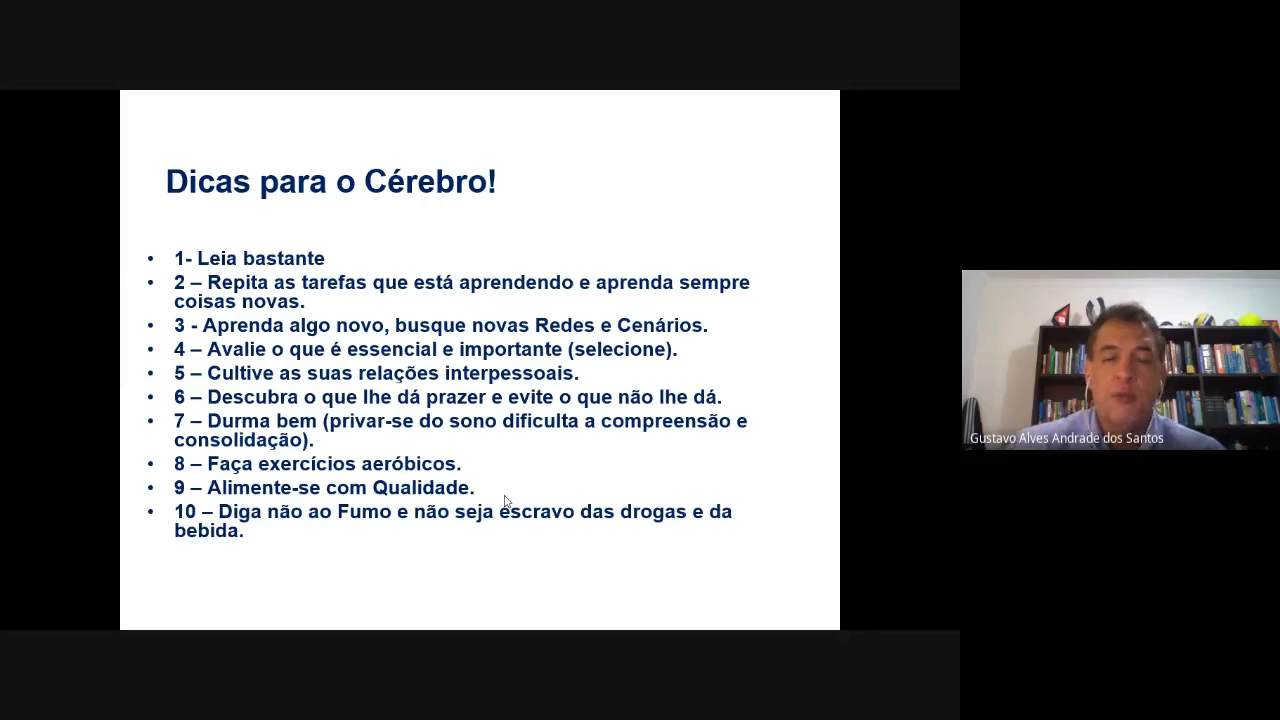 Dicas para o Cérebro!
• 1- Leia bastante
• 2 – Repita as tarefas que está aprendendo e aprenda sempre
coisas novas.
• 3 - Aprenda algo novo, busque novas Redes e Cenários.
• 4 – Avalie o que é essencial e importante (selecione).
• 5 – Cultive as suas relações interpessoais.
• 6 – Descubra o que lhe dá prazer e evite o que não lhe dá.
• 7 – Durma bem (privar-se do sono dificulta a compreensão e
consolidação).
• 8 – Faça exercícios aeróbicos.
• 9 – Alimente-se com Qualidade.
• 10 – Diga não ao Fumo e não seja escravo das drogas e da
bebida.
Gustavo Alves Andrade dos Santos